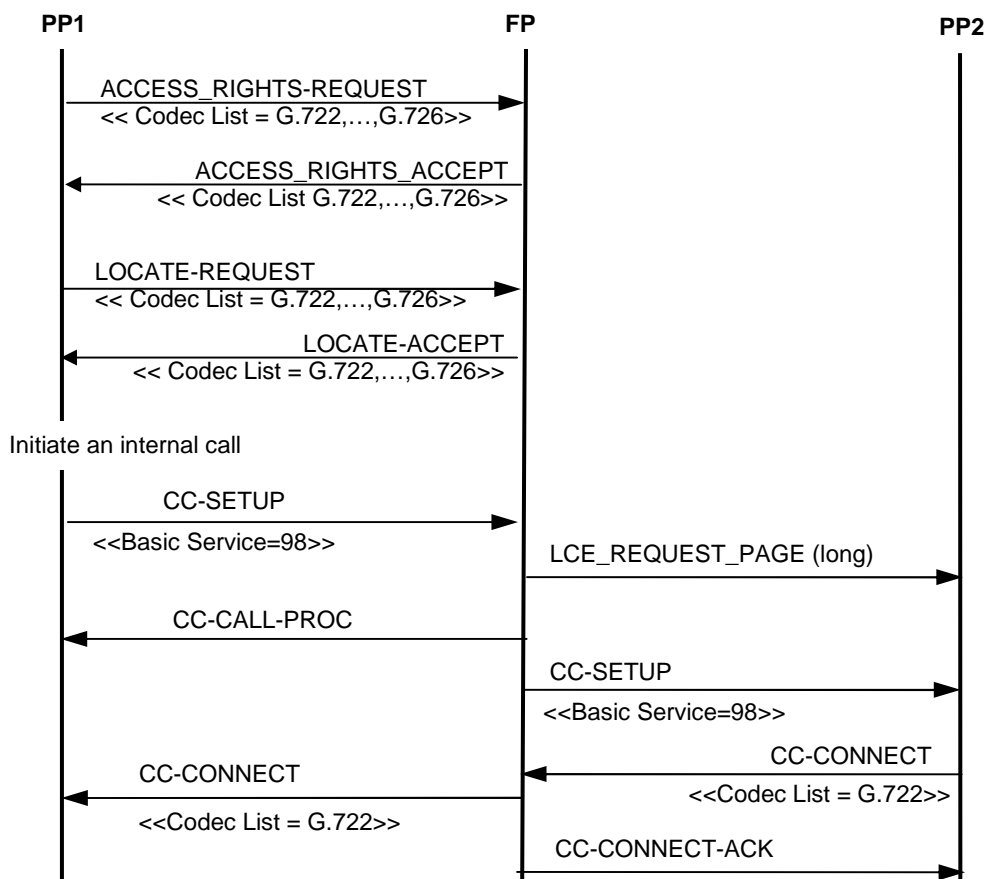 PP1
FP
PP2
ACCESS_RIGHTS-REQUEST
<< Codec List = G.722,…,G.726>>
ACCESS_RIGHTS_ACCEPT
<< Codec List G.722,…,G.726>>
LOCATE-REQUEST
<< Codec List = G.722,…,G.726>>
LOCATE-ACCEPT
<< Codec List = G.722,…,G.726>>
Initiate an internal call
CC-SETUP
<<Basic Service=98>>
LCE_REQUEST_PAGE (long)
CC-CALL-PROC
CC-SETUP
<<Basic Service=98>>
CC-CONNECT
<<Codec List = G.722>>
CC-CONNECT
<<Codec List = G.722>>
CC-CONNECT-ACK